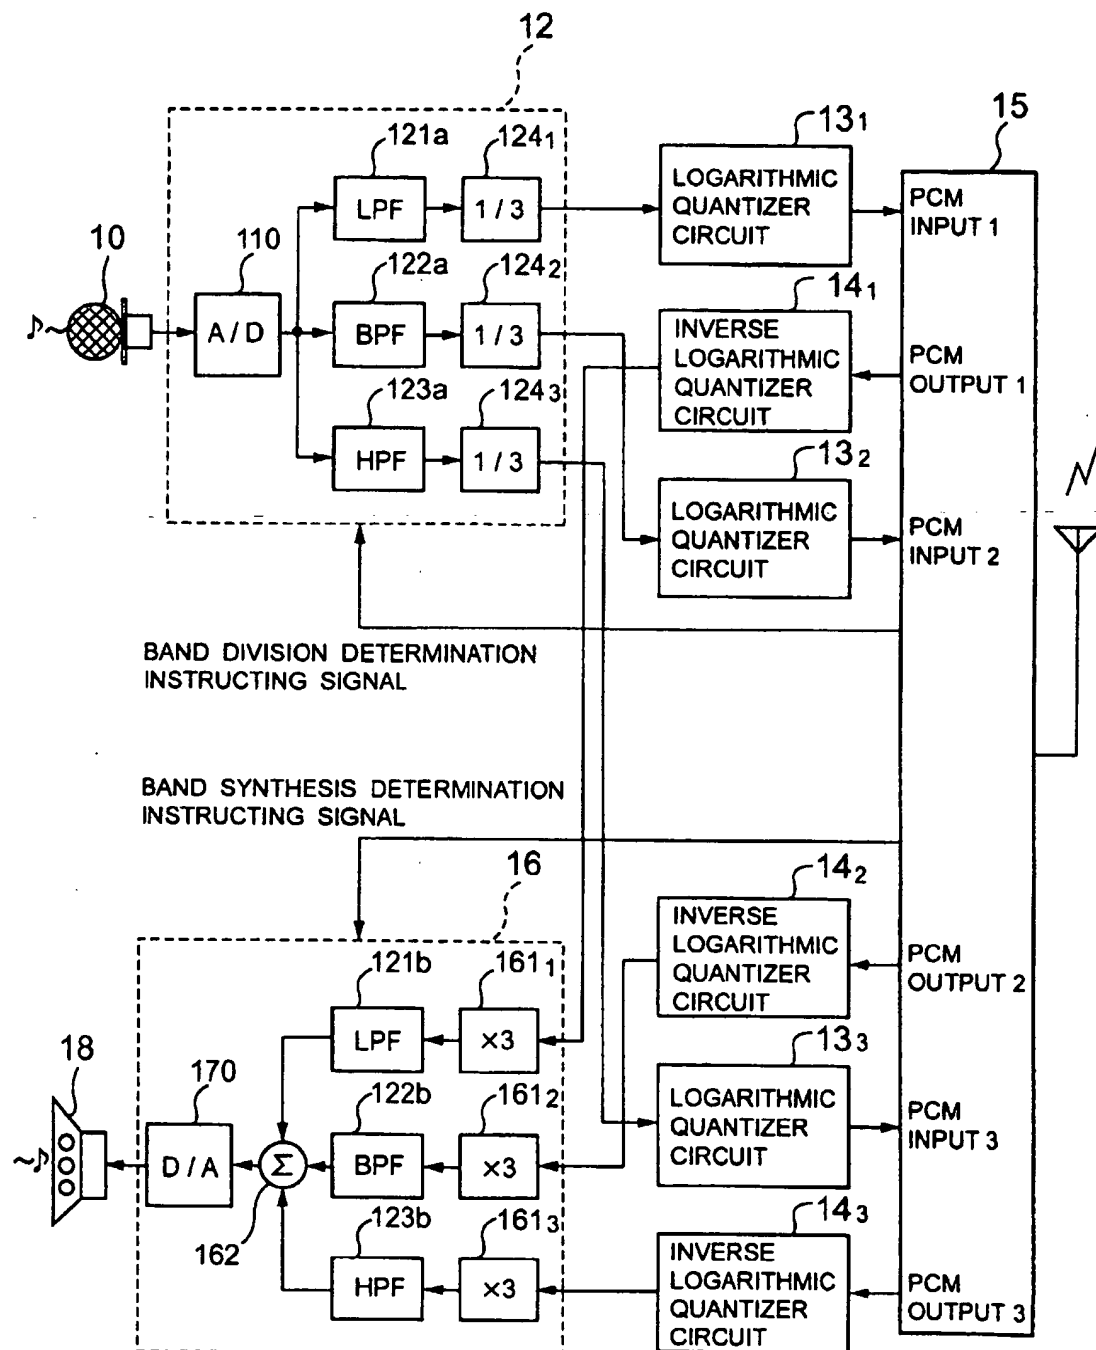 12
121a
124₁
13₁
15
LPF
1/3
LOGARITHMIC
QUANTIZER
CIRCUIT
PCM
INPUT 1
10
110
122a
124₂
14₁
A/D
BPF
1/3
INVERSE
LOGARITHMIC
QUANTIZER
CIRCUIT
PCM
OUTPUT 1
123a
124₃
HPF
1/3
13₂
LOGARITHMIC
QUANTIZER
CIRCUIT
PCM
INPUT 2
BAND DIVISION DETERMINATION
INSTRUCTING SIGNAL
BAND SYNTHESIS DETERMINATION
INSTRUCTING SIGNAL
16
14₂
121b
161₁
LPF
×3
INVERSE
LOGARITHMIC
QUANTIZER
CIRCUIT
PCM
OUTPUT 2
18
170
122b
161₂
13₃
D/A
Σ
BPF
×3
LOGARITHMIC
QUANTIZER
CIRCUIT
PCM
INPUT 3
162
123b
161₃
14₃
HPF
×3
INVERSE
LOGARITHMIC
QUANTIZER
CIRCUIT
PCM
OUTPUT 3